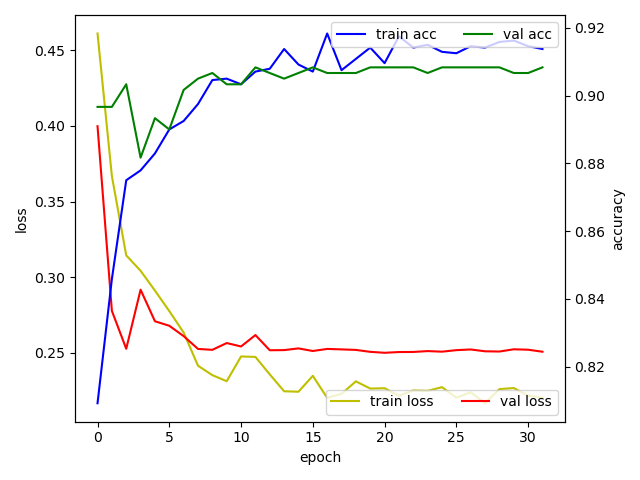 train acc val acc
0.45
0.40
0.35
0.30
0.25
loss
0.92
0.90
0.88
0.86
0.84
0.82
accuracy
train loss val loss
0 5 10 15 20 25 30
epoch